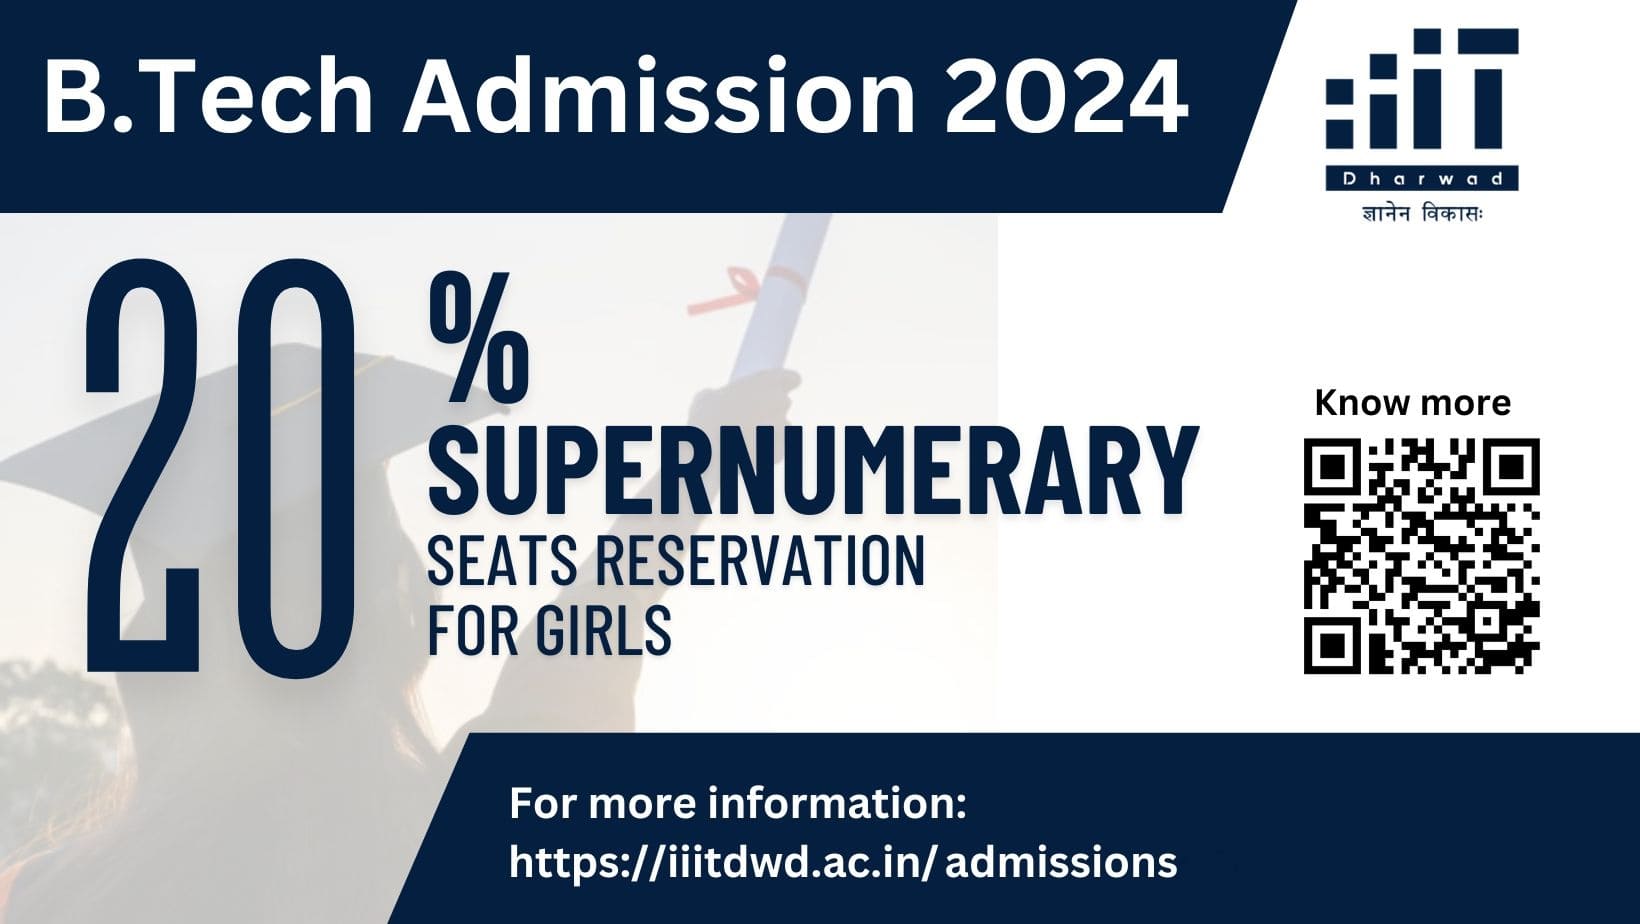 B.Tech Admission 2024
iiiT
Dharwad
ज्ञानेन विकासः
20%
SUPERNUMERARY
SEATS RESERVATION
FOR GIRLS
Know more
For more information:
https://iiitdwd.ac.in/admissions